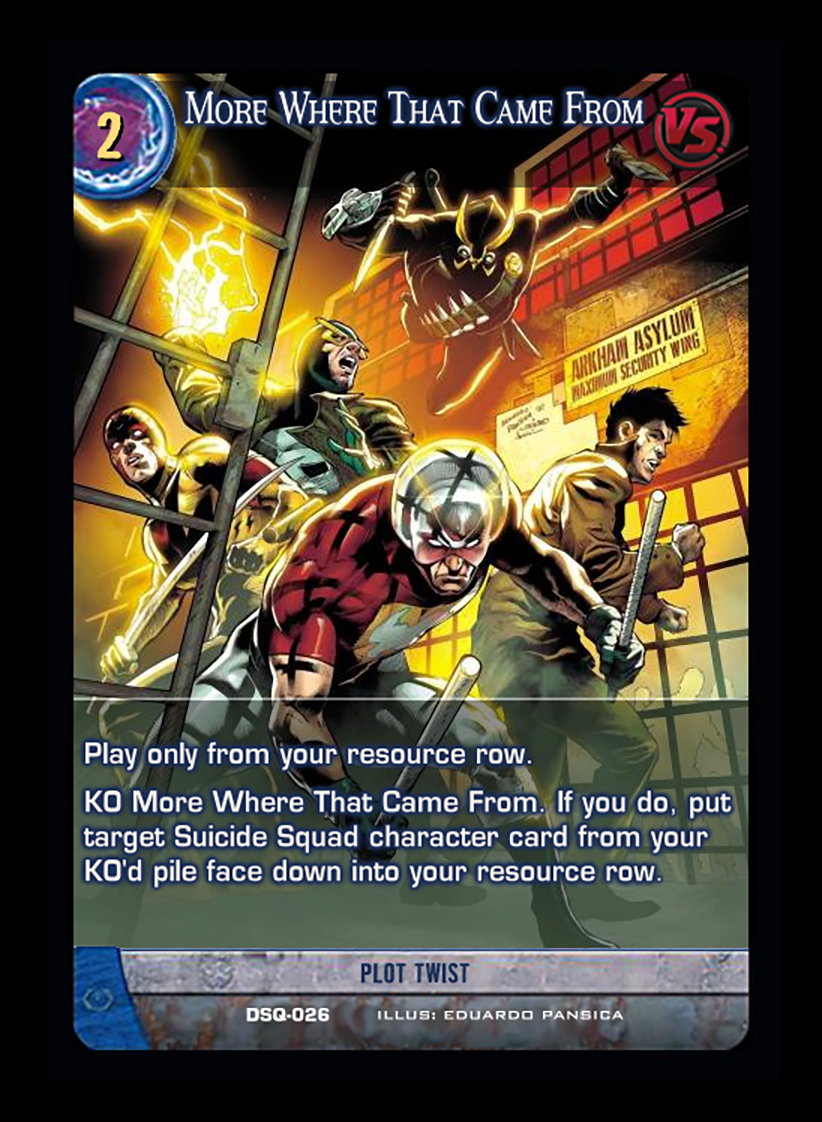 2
More Where That Came From
VS.
ARKHAM ASYLUM
MAXIMUM SECURITY WING
Play only from your resource row.
KO More Where That Came From. If you do, put
target Suicide Squad character card from your
KO'd pile face down into your resource row.
PLOT TWIST
DSQ-026 ILLUS: EDUARDO PANSICA